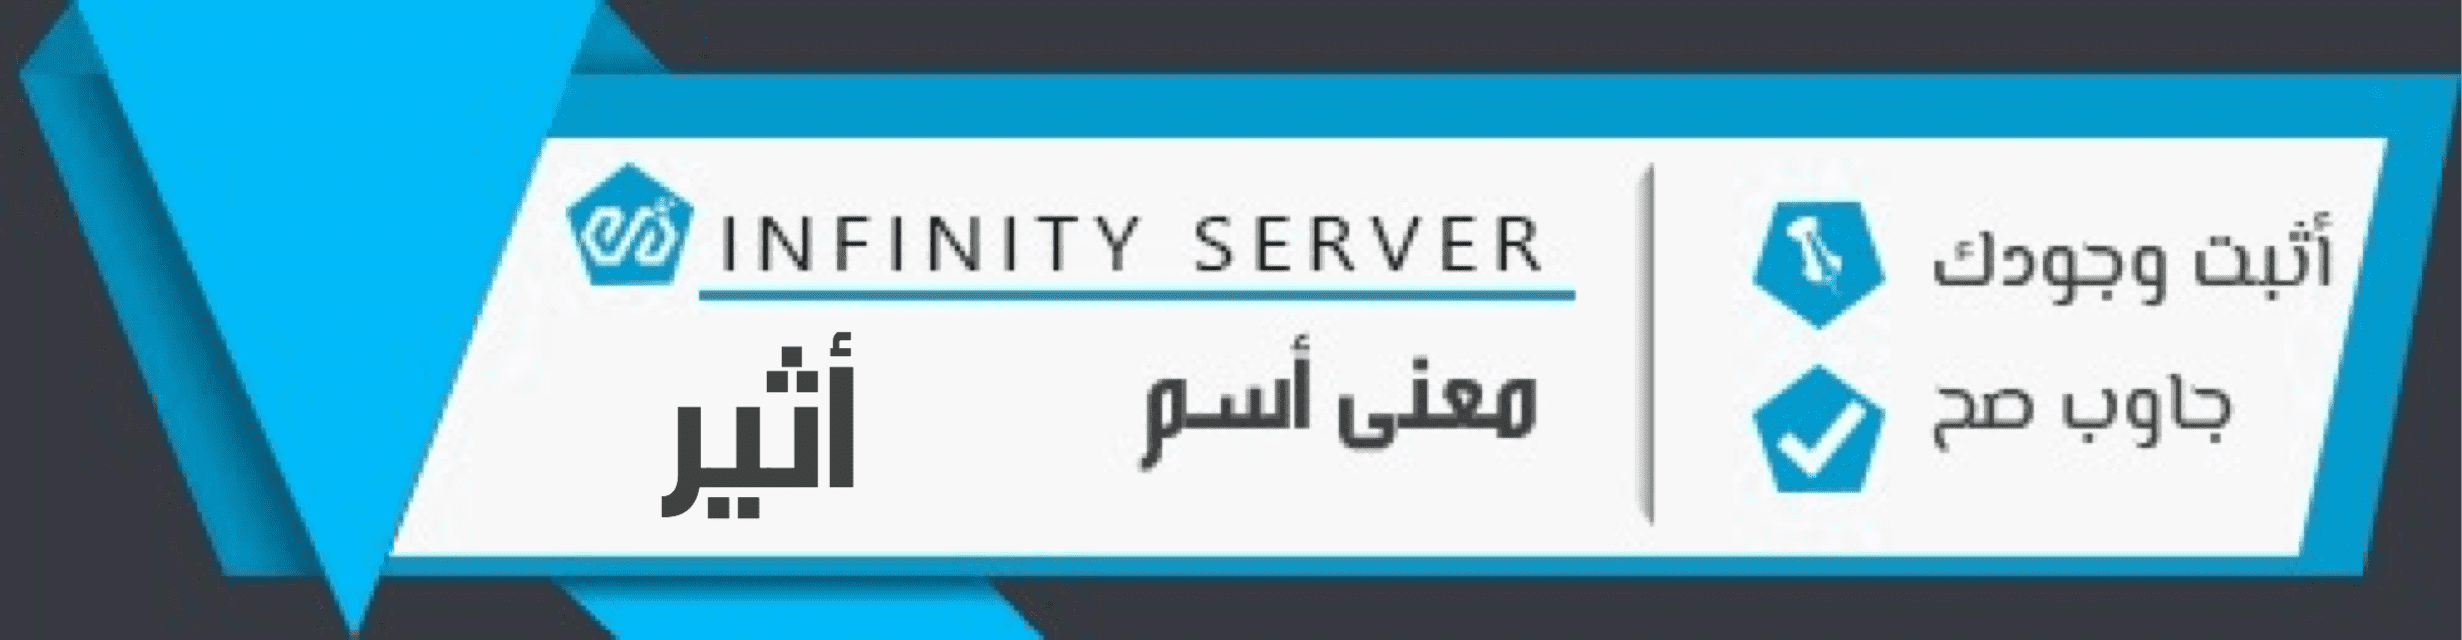 INFINITY SERVER
معنى أسم
أثير
أثبت وجودك
جاوب صح